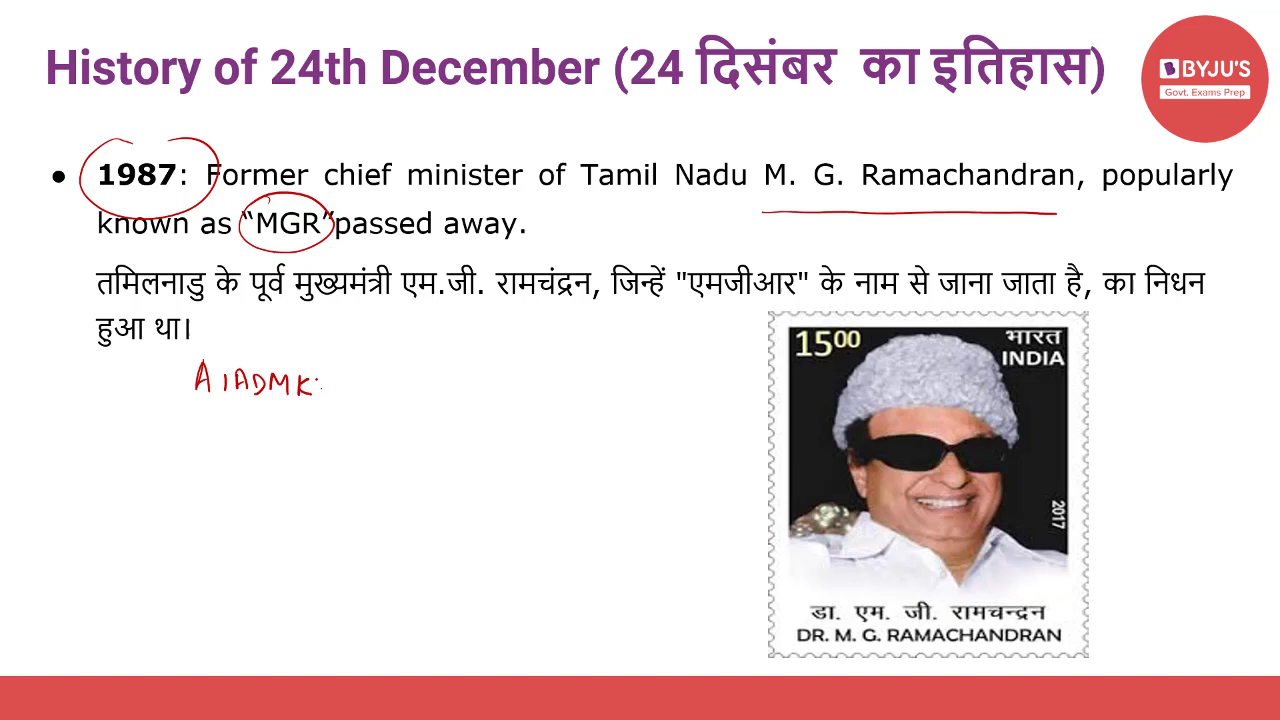 History of 24th December (24 दिसंबर का इतिहास)
BYJU'S
Govt. Exams Prep
● 1987: Former chief minister of Tamil Nadu M. G. Ramachandran, popularly
known as “MGR” passed away.
तमिलनाडु के पूर्व मुख्यमंत्री एम.जी. रामचंद्रन, जिन्हें "एमजीआर" के नाम से जाना जाता है, का निधन
हुआ था।
AIADMK
15.00
भारत
INDIA
2017
डा. एम. जी. रामचन्द्रन
DR. M. G. RAMACHANDRAN